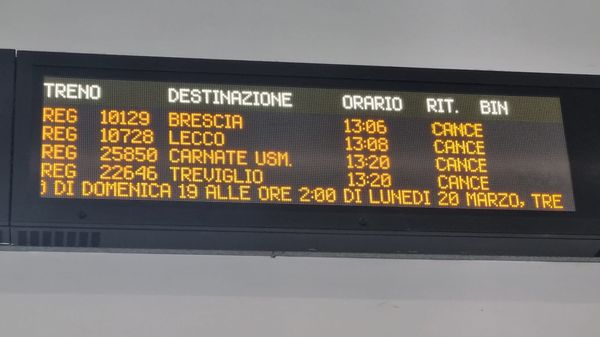 TRENO DESTINAZIONE ORARIO RIT. BIN
REG 10129 BRESCIA 13:06 CANCE
REG 10728 LECCO 13:08 CANCE
REG 25850 CARNATE USM. 13:20 CANCE
REG 22646 TREVIGLIO 13:20 CANCE
DI DOMENICA 19 ALLE ORE 2:00 DI LUNEDI 20 MARZO, TRE